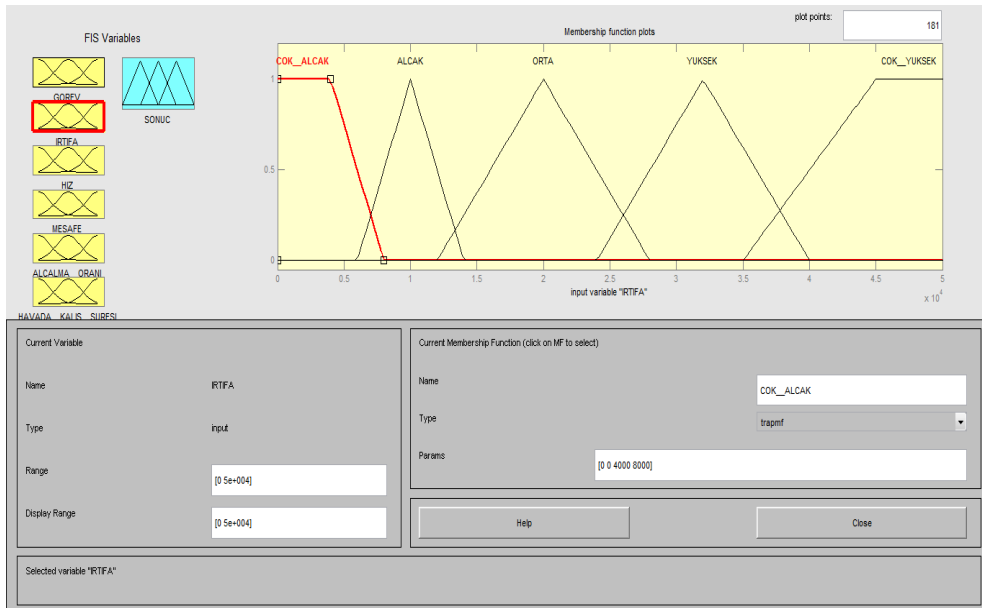 plot points:
181
FIS Variables
Membership function plots
GOREV
IRTIFA
HIZ
MESAFE
ALCALMA__ORANI
HAVADA__KALIS__SURESI
SONUC
COK__ALCAK
ALCAK
ORTA
YUKSEK
COK__YUKSEK
1
0.5
0
0 0.5 1 1.5 2 2.5 3 3.5 4 4.5 5
input variable "IRTIFA"
x 10^4
Current Variable
Name IRTIFA
Type input
Range [0 5e+004]
Display Range [0 5e+004]
Current Membership Function (click on MF to select)
Name COK__ALCAK
Type trapmf
Params [0 0 4000 8000]
Help Close
Selected variable "IRTIFA"